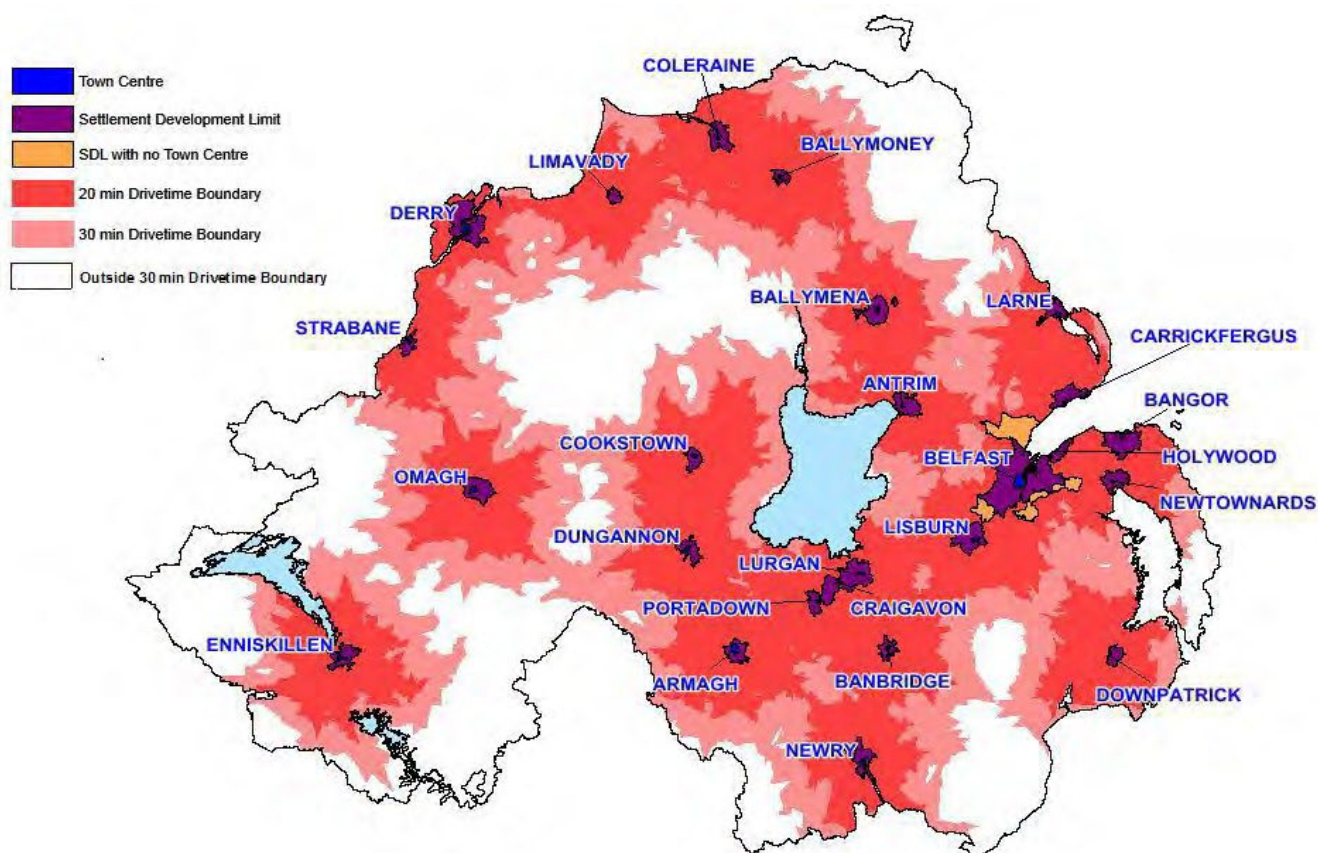 Town Centre
Settlement Development Limit
SDL with no Town Centre
20 min Drivetime Boundary
30 min Drivetime Boundary
Outside 30 min Drivetime Boundary
COLERAINE
BALLYMONEY
LIMAVADY
DERRY
BALLYMENA
LARNE
STRABANE
CARRICKFERGUS
ANTRIM
BANGOR
COOKSTOWN
BELFAST
HOLYWOOD
OMAGH
NEWTOWNARDS
LISBURN
DUNGANNON
LURGAN
PORTADOWN
CRAIGAVON
ENNISKILLEN
ARMAGH
BANBRIDGE
DOWNPATRICK
NEWRY